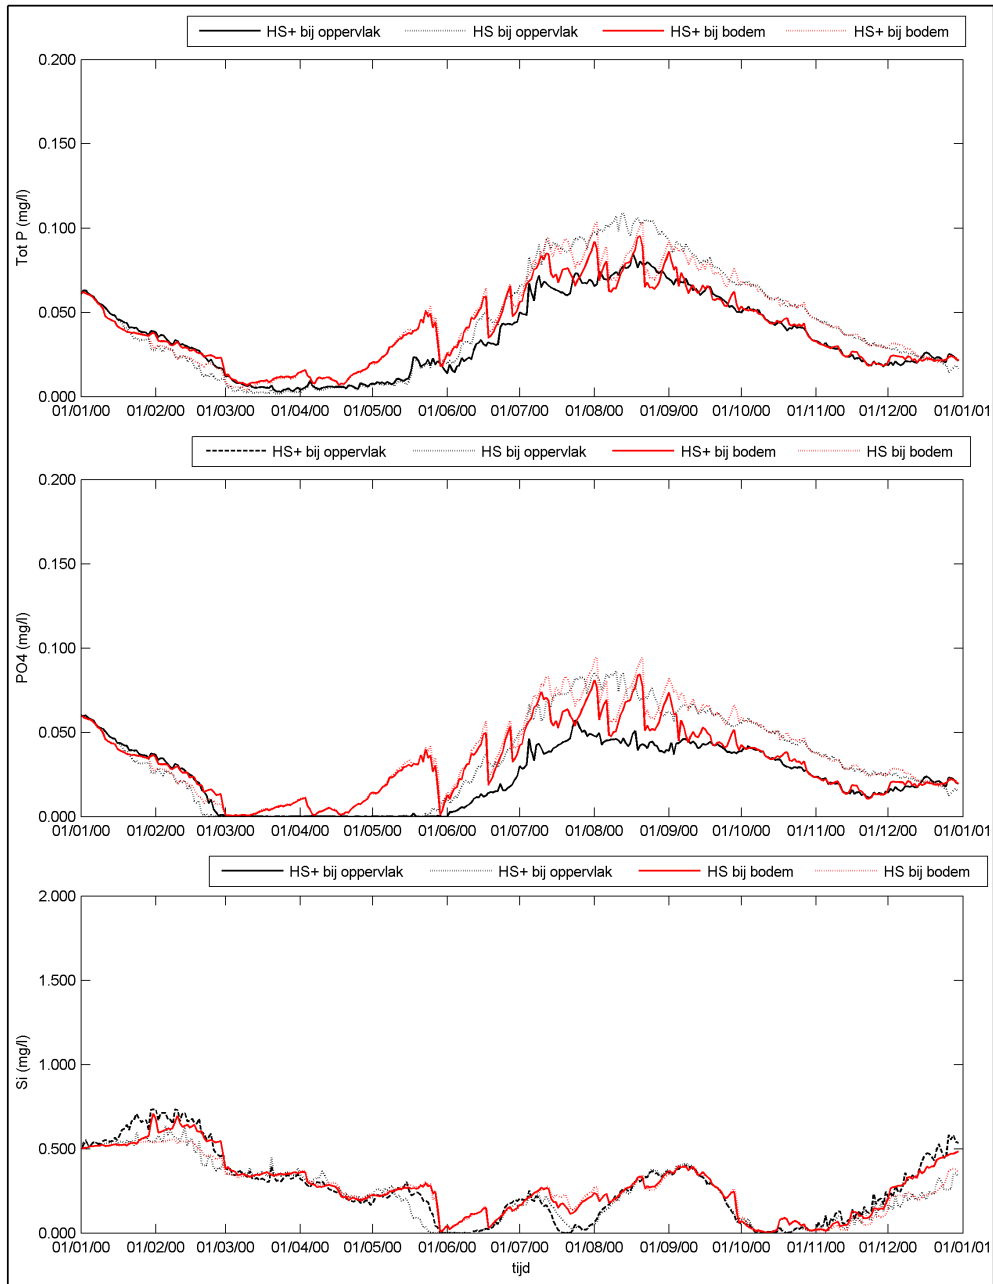 HS+ bij oppervlak HS bij oppervlak HS+ bij bodem HS+ bij bodem
0.200
0.150
0.100
0.050
0.000
Tot P (mg/l)
01/01/00 01/02/00 01/03/00 01/04/00 01/05/00 01/06/00 01/07/00 01/08/00 01/09/00 01/10/00 01/11/00 01/12/00 01/01/01
HS+ bij oppervlak HS bij oppervlak HS+ bij bodem HS bij bodem
0.200
0.150
0.100
0.050
0.000
PO4 (mg/l)
01/01/00 01/02/00 01/03/00 01/04/00 01/05/00 01/06/00 01/07/00 01/08/00 01/09/00 01/10/00 01/11/00 01/12/00 01/01/01
HS+ bij oppervlak HS+ bij oppervlak HS bij bodem HS bij bodem
2.000
1.500
1.000
0.500
0.000
Si (mg/l)
01/01/00 01/02/00 01/03/00 01/04/00 01/05/00 01/06/00 01/07/00 01/08/00 01/09/00 01/10/00 01/11/00 01/12/00 01/01/01
tijd